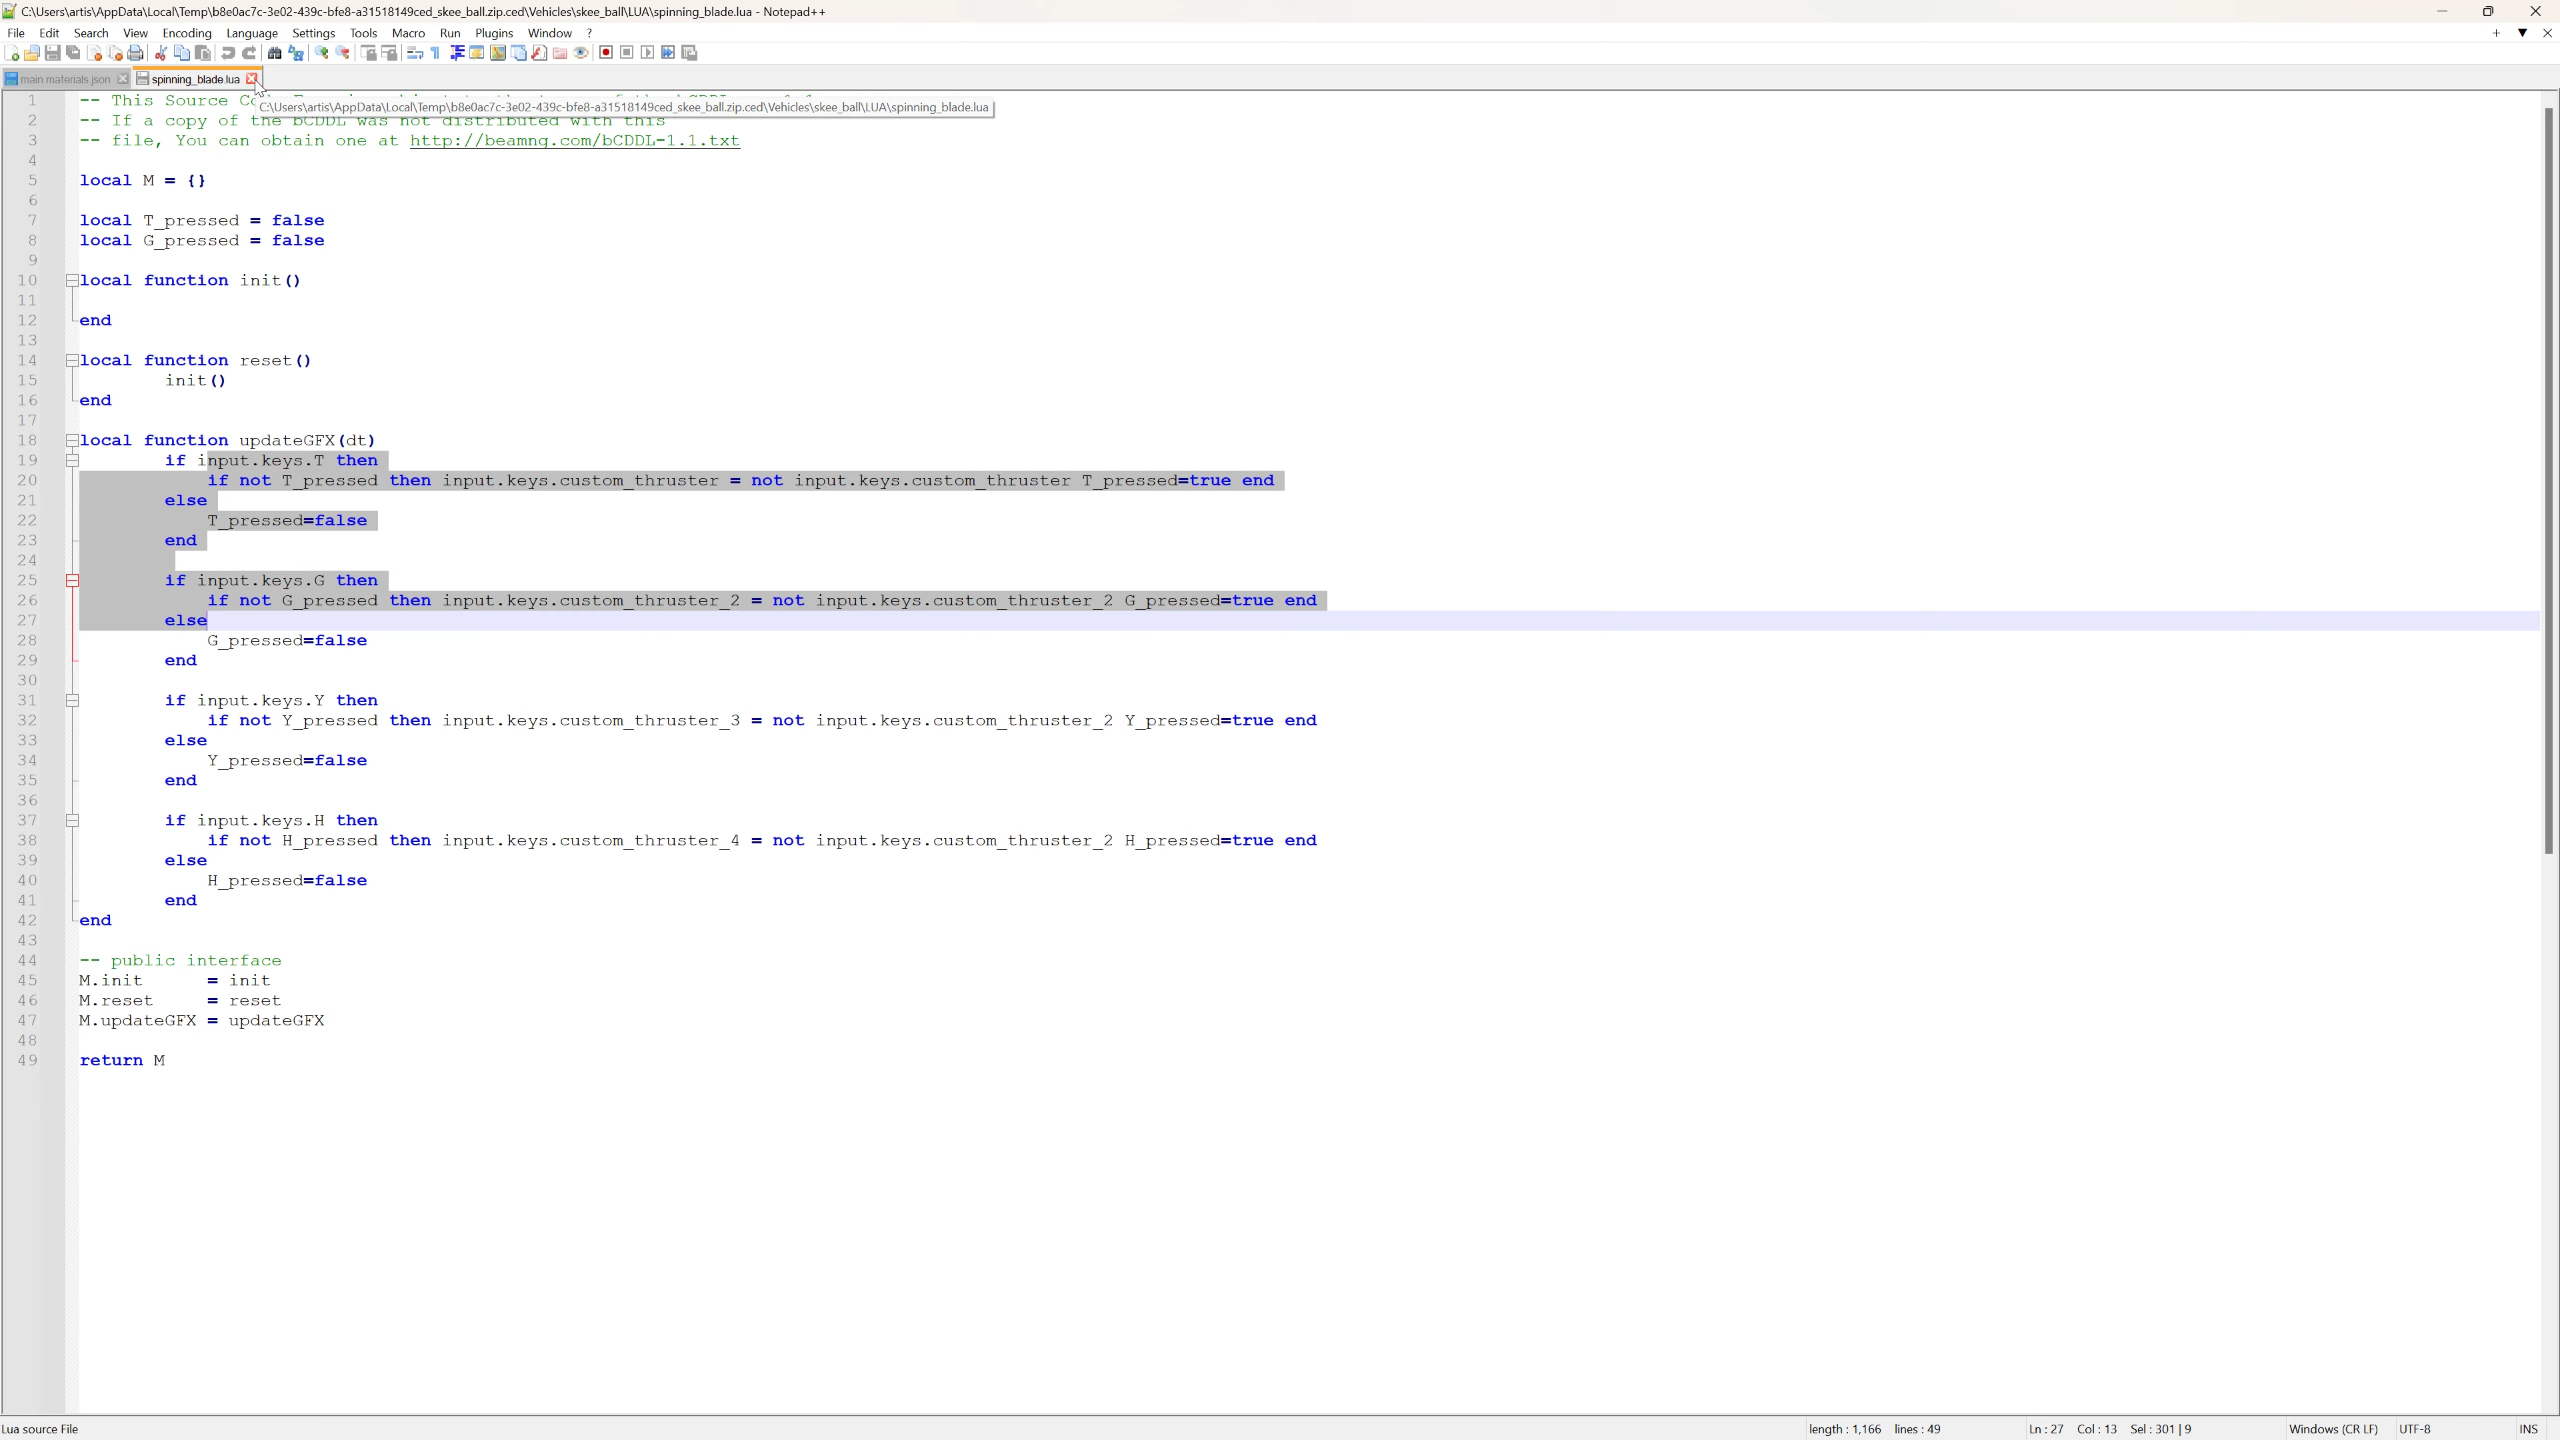 C:\Users\artis\AppData\Local\Temp\b8e0ac7c-3e02-439c-bfe8-a31518149ced_skee_ball.zip.ced\Vehicles\skee_ball\LUA\spinning_blade.lua - Notepad++
File Edit Search View Encoding Language Settings Tools Macro Run Plugins Window ?
main.materials.json spinning_blade.lua
1 -- This Source
C:\Users\artis\AppData\Local\Temp\b8e0ac7c-3e02-439c-bfe8-a31518149ced_skee_ball.zip.ced\Vehicles\skee_ball\LUA\spinning_blade.lua
2 -- If a copy of the bCDDL was not distributed with this
3 -- file, You can obtain one at http://beamng.com/bCDDL-1.1.txt
4
5 local M = {}
6
7 local T_pressed = false
8 local G_pressed = false
9
10 local function init()
11
12 end
13
14 local function reset()
15 init()
16 end
17
18 local function updateGFX(dt)
19 if input.keys.T then
20 if not T_pressed then input.keys.custom_thruster = not input.keys.custom_thruster T_pressed=true end
21 else
22 T_pressed=false
23 end
24
25 if input.keys.G then
26 if not G_pressed then input.keys.custom_thruster_2 = not input.keys.custom_thruster_2 G_pressed=true end
27 else
28 G_pressed=false
29 end
30
31 if input.keys.Y then
32 if not Y_pressed then input.keys.custom_thruster_3 = not input.keys.custom_thruster_2 Y_pressed=true end
33 else
34 Y_pressed=false
35 end
36
37 if input.keys.H then
38 if not H_pressed then input.keys.custom_thruster_4 = not input.keys.custom_thruster_2 H_pressed=true end
39 else
40 H_pressed=false
41 end
42 end
43
44 -- public interface
45 M.init = init
46 M.reset = reset
47 M.updateGFX = updateGFX
48
49 return M
Lua source File length : 1,166 lines : 49 Ln : 27 Col : 13 Sel : 301 | 9 Windows (CR LF) UTF-8 INS